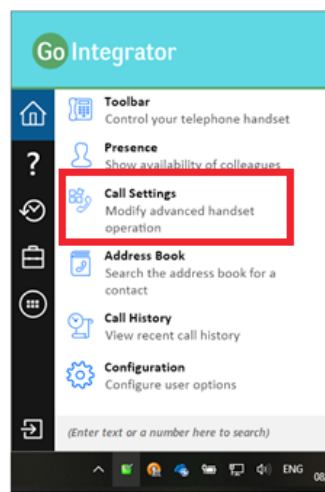 Go Integrator
Toolbar
Control your telephone handset
Presence
Show availability of colleagues
Call Settings
Modify advanced handset
operation
Address Book
Search the address book for a
contact
Call History
View recent call history
Configuration
Configure user options
(Enter text or a number here to search)
ENG
08